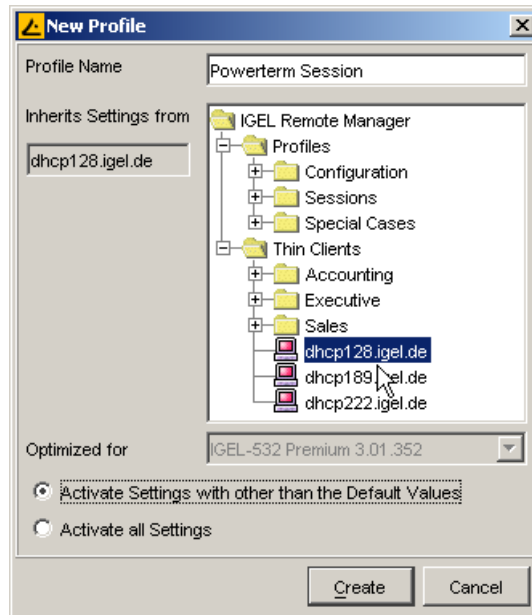 New Profile
Profile Name
Powerterm Session
Inherits Settings from
dhcp128.igel.de
IGEL Remote Manager
Profiles
Configuration
Sessions
Special Cases
Thin Clients
Accounting
Executive
Sales
dhcp128.igel.de
dhcp189.igel.de
dhcp222.igel.de
Optimized for
IGEL-532 Premium 3.01.352
Activate Settings with other than the Default Values
Activate all Settings
Create
Cancel